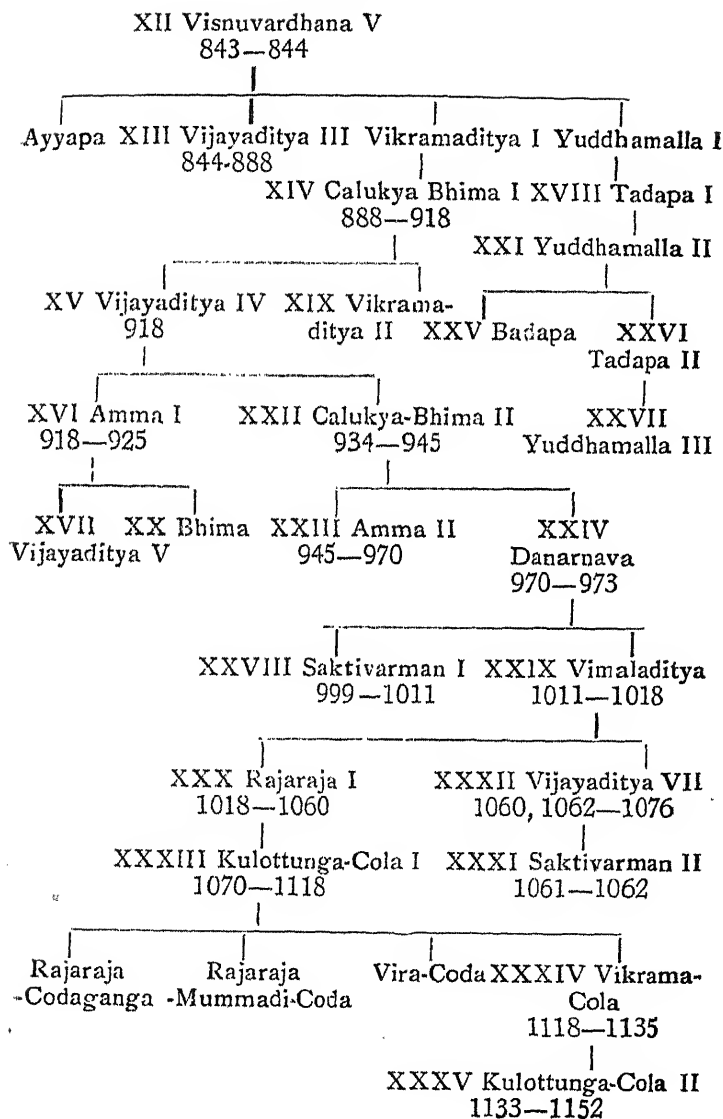 XII Visnuvardhana V
843—844
Ayyapa XIII Vijayaditya III Vikramaditya I Yuddhamalla I
844-888
XIV Calukya Bhima I XVIII Tadapa I
888—918
XXI Yuddhamalla II
XV Vijayaditya IV XIX Vikrama- XXV Badapa XXVI
918 ditya II Tadapa II
XVI Amma I XXII Calukya-Bhima II XXVII
918—925 934—945 Yuddhamalla III
XVII XX Bhima XXIII Amma II XXIV
Vijayaditya V 945—970 Danarnava
970—973
XXVIII Saktivarman I XXIX Vimaladitya
999—1011 1011—1018
XXX Rajaraja I XXXII Vijayaditya VII
1018—1060 1060, 1062—1076
XXXIII Kulottunga-Cola I XXXI Saktivarman II
1070—1118 1061—1062
Rajaraja Rajaraja Vira-Coda XXXIV Vikrama-
-Codaganga -Mummadi-Coda Cola
1118—1135
XXXV Kulottunga-Cola II
1133—1152